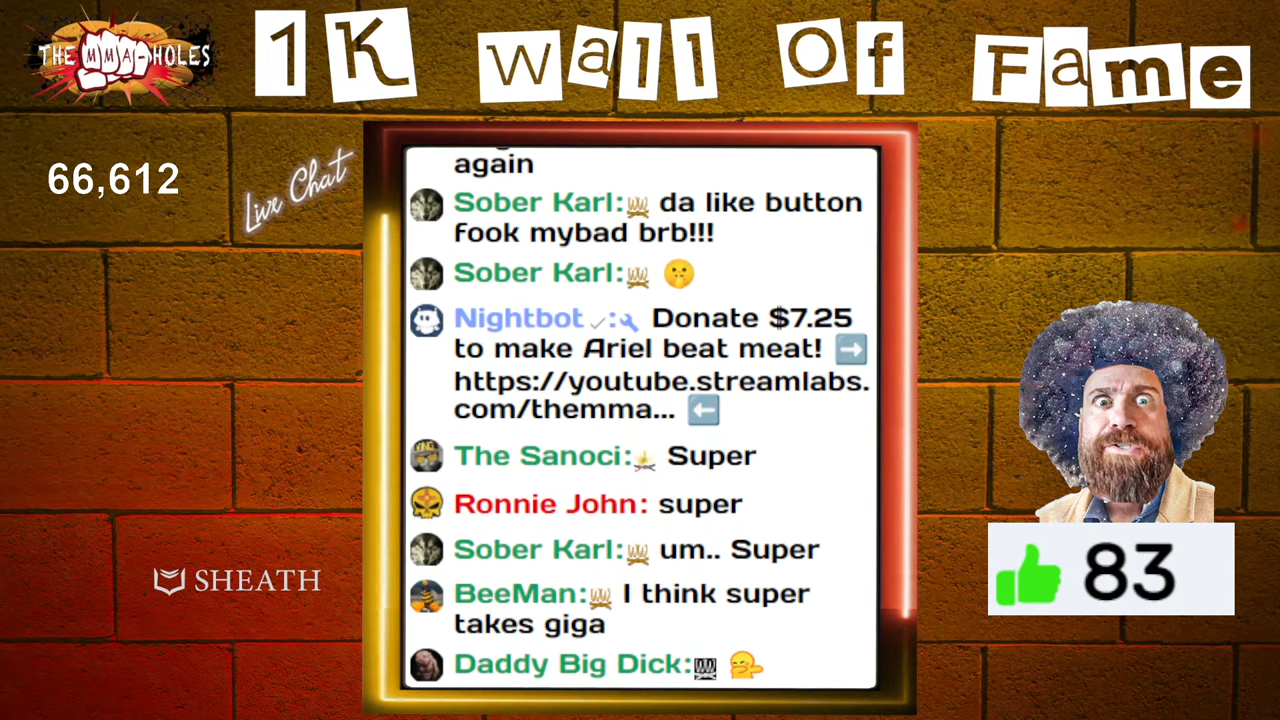 THE MMA-HOLES
1K Wall Of Fame
66,612
Live Chat
again
Sober Karl: da like button
fook mybad brb!!!
Sober Karl: 🤫
Nightbot ✓:🔧 Donate $7.25
to make Ariel beat meat! ➡️
https://youtube.streamlabs.
com/themma... ⬅️
The Sanoci: Super
Ronnie John: super
Sober Karl: um.. Super
BeeMan: I think super
takes giga
Daddy Big Dick:
SHEATH
83